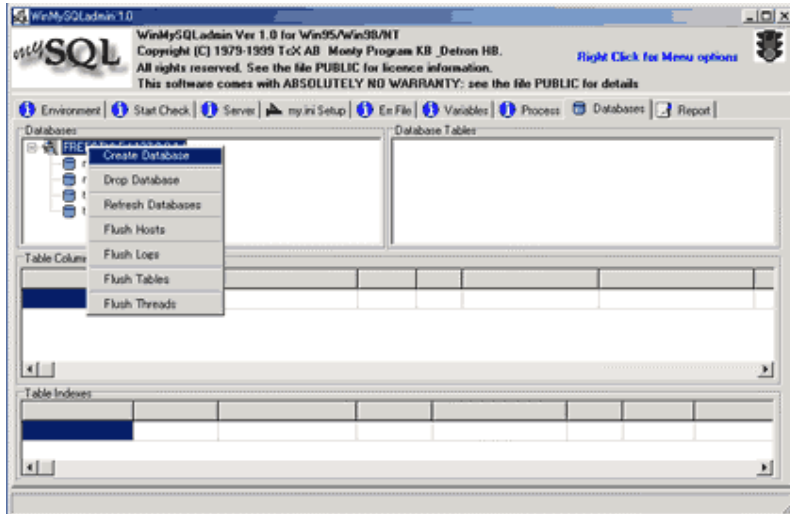 WinMySQLadmin 1.0
mySQL
WinMySQLadmin Ver 1.0 for Win95/Win98/NT
Copyright (C) 1979-1999 TcX AB Monty Program KB _Detron HB.
All rights reserved. See the file PUBLIC for licence information.
This software comes with ABSOLUTELY NO WARRANTY: see the file PUBLIC for details
Right Click for Menu options
Environment Start Check Server my.ini Setup Err File Variables Process Databases Report
Databases
Database Tables
Create Database
Drop Database
Refresh Databases
Flush Hosts
Flush Logs
Flush Tables
Flush Threads
Table Colum
Table Indexes